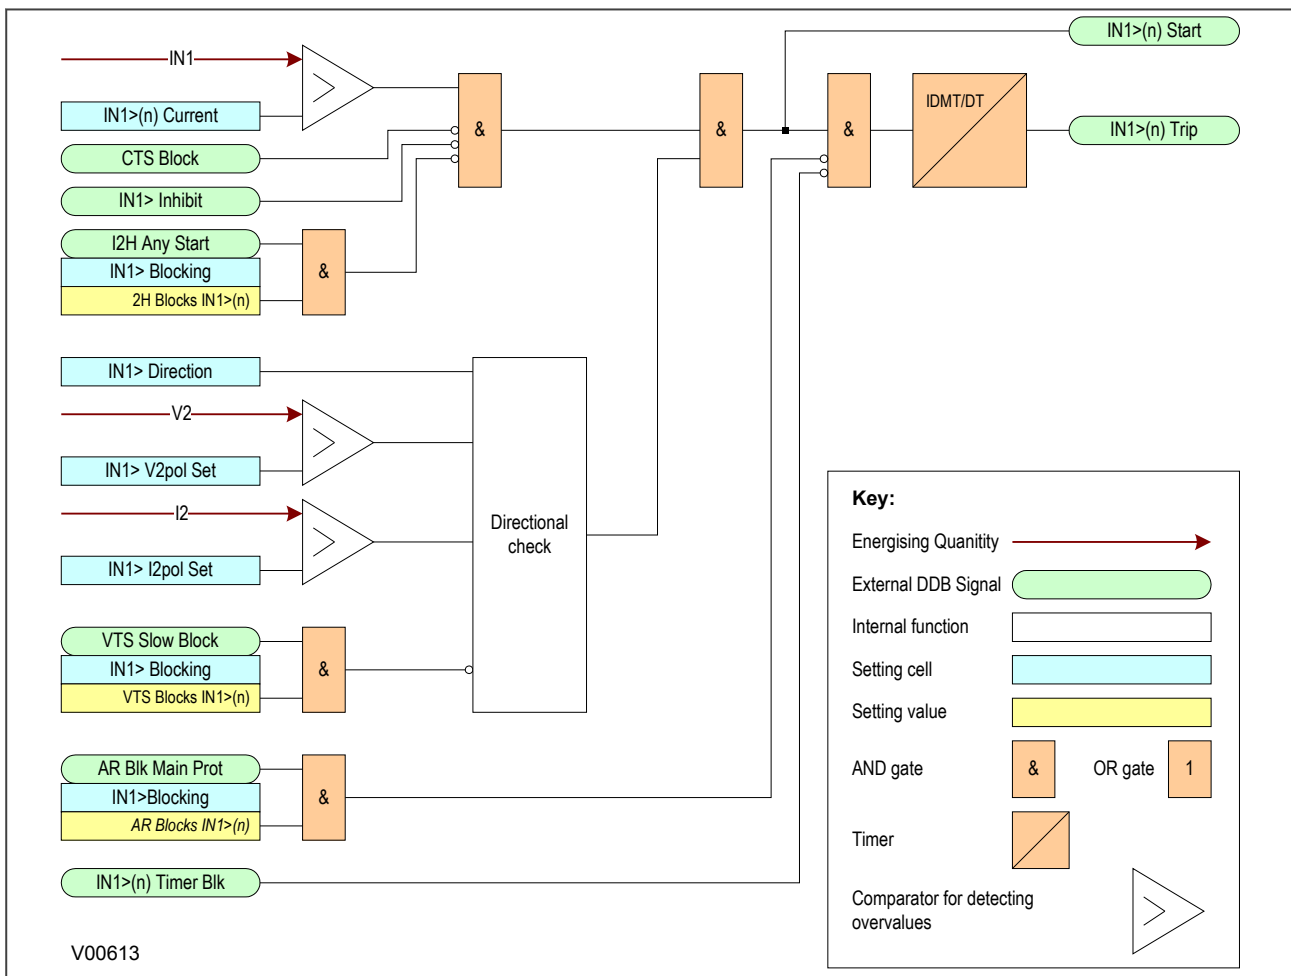 IN1
IN1>(n) Current
CTS Block
IN1> Inhibit
I2H Any Start
IN1> Blocking
2H Blocks IN1>(n)
&
&
&
&
IDMT/DT
IN1>(n) Start
IN1>(n) Trip
IN1> Direction
V2
IN1> V2pol Set
I2
IN1> I2pol Set
Directional
check
VTS Slow Block
IN1> Blocking
VTS Blocks IN1>(n)
&
AR Blk Main Prot
IN1>Blocking
AR Blocks IN1>(n)
&
IN1>(n) Timer Blk
Key:
Energising Quanitity
External DDB Signal
Internal function
Setting cell
Setting value
AND gate
&
OR gate
1
Timer
Comparator for detecting
overvalues
V00613